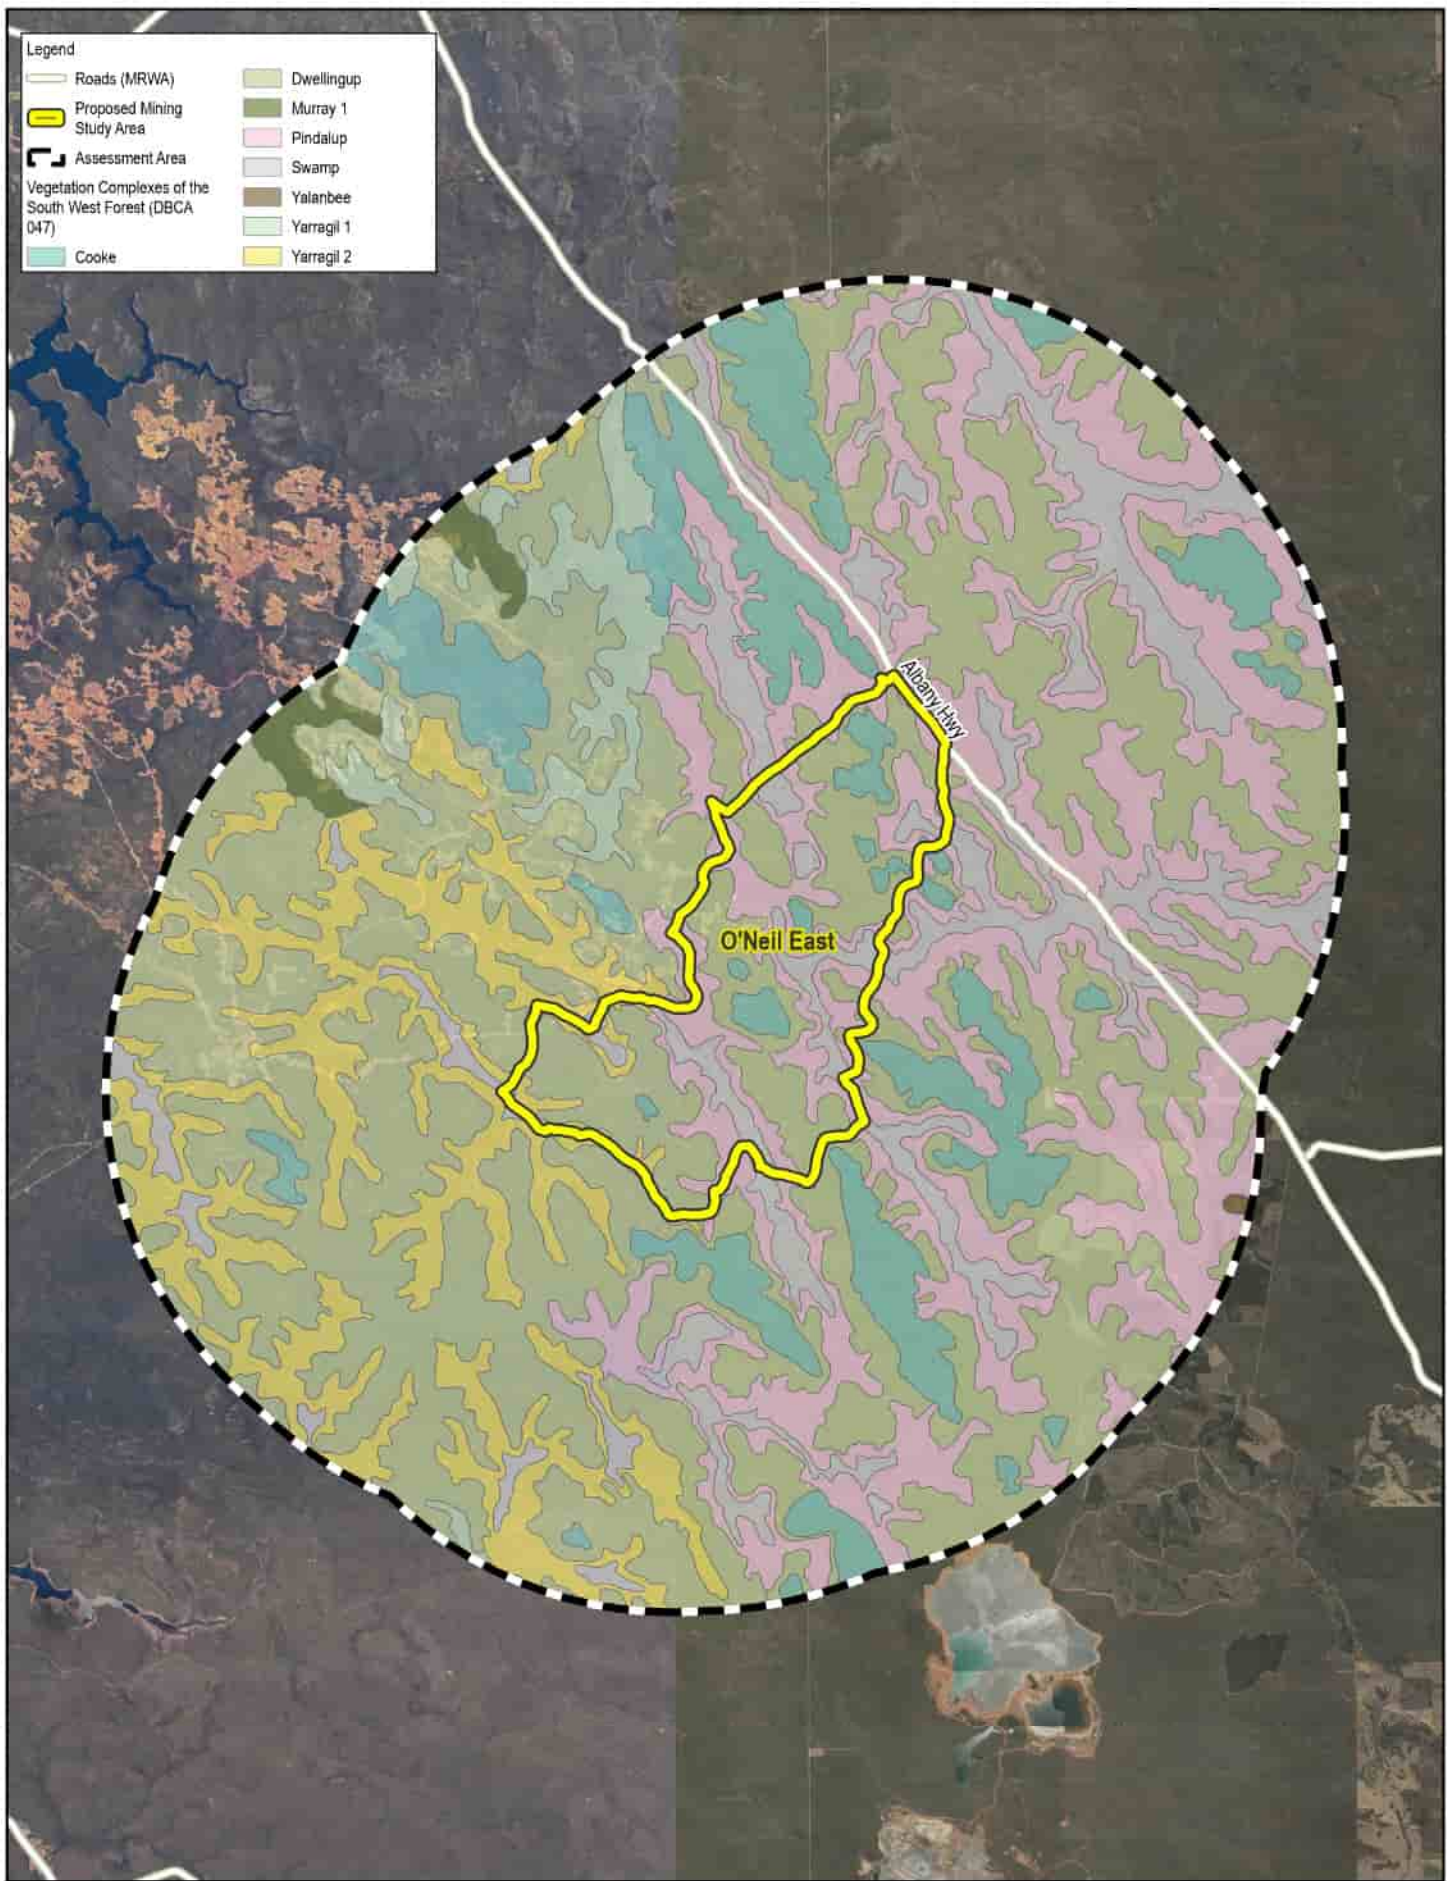 Legend
Roads (MRWA)
Proposed Mining
Study Area
Assessment Area
Vegetation Complexes of the
South West Forest (DBCA
047)
Cooke
Dwellingup
Murray 1
Pindalup
Swamp
Yalanbee
Yarragil 1
Yarragil 2
Albany Hwy
O'Neil East